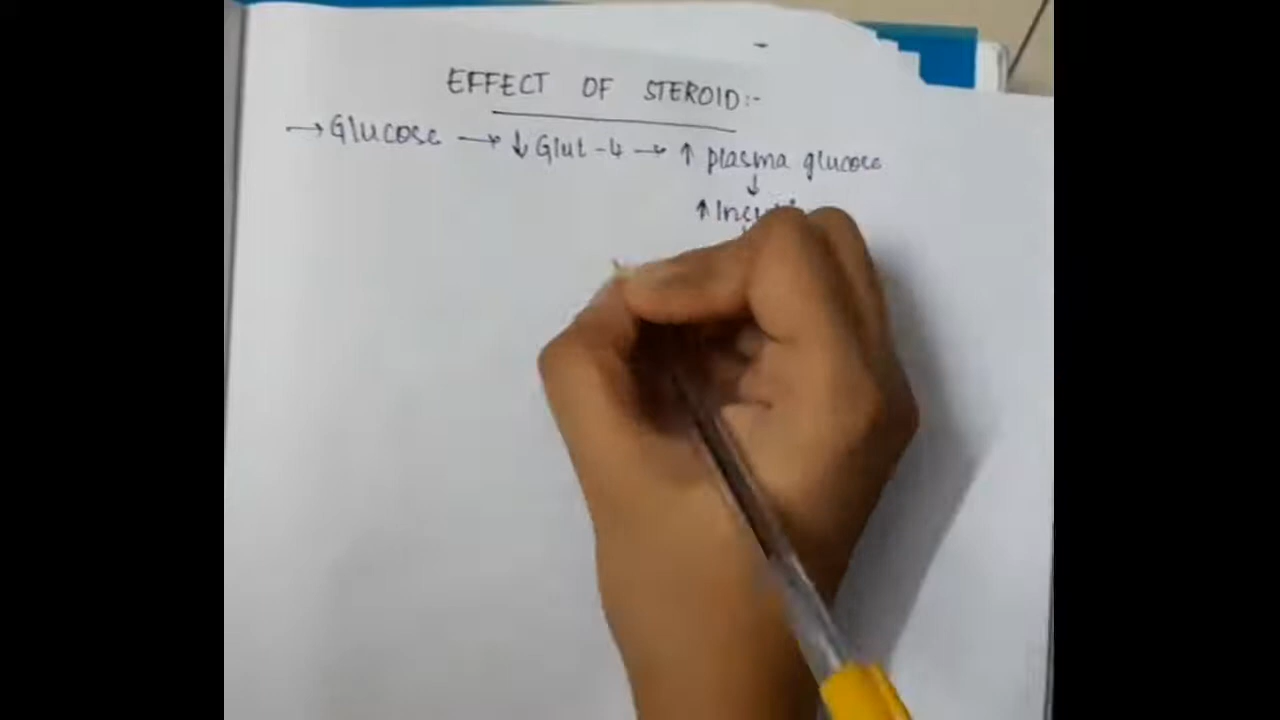 EFFECT OF STEROID:-
→ Glucose → ↓ Glut-4 → ↑ plasma glucose
↓
↑